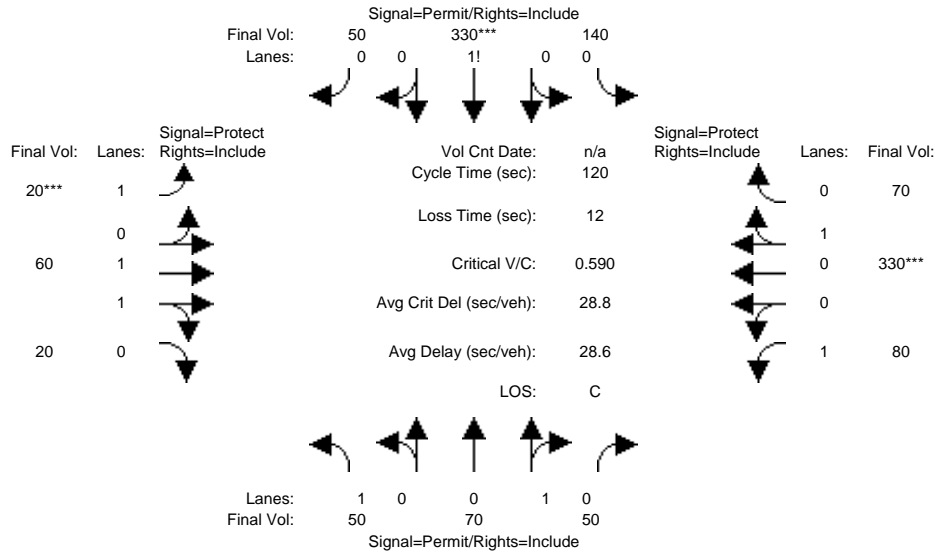 Signal=Permit/Rights=Include
Final Vol: 50 330*** 140
Lanes: 0 0 1! 0 0
Signal=Protect Signal=Protect
Final Vol: Lanes: Rights=Include Vol Cnt Date: n/a Rights=Include Lanes: Final Vol:
Cycle Time (sec): 120
20*** 1 0 70
Loss Time (sec): 12
0 1
60 1 Critical V/C: 0.590 0 330***
1 Avg Crit Del (sec/veh): 28.8 0
20 0 Avg Delay (sec/veh): 28.6 1 80
LOS: C
Lanes: 1 0 0 1 0
Final Vol: 50 70 50
Signal=Permit/Rights=Include